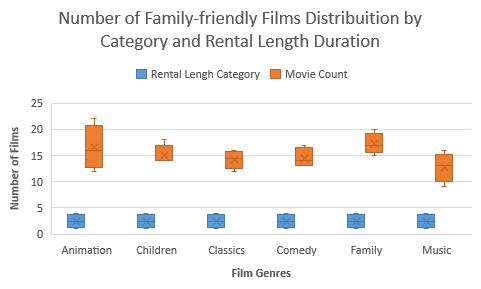 Number of Family-friendly Films Distribuition by
Category and Rental Length Duration
Rental Lengh Category
Movie Count
25
20
15
10
5
0
Number of Films
Animation
Children
Classics
Comedy
Family
Music
Film Genres